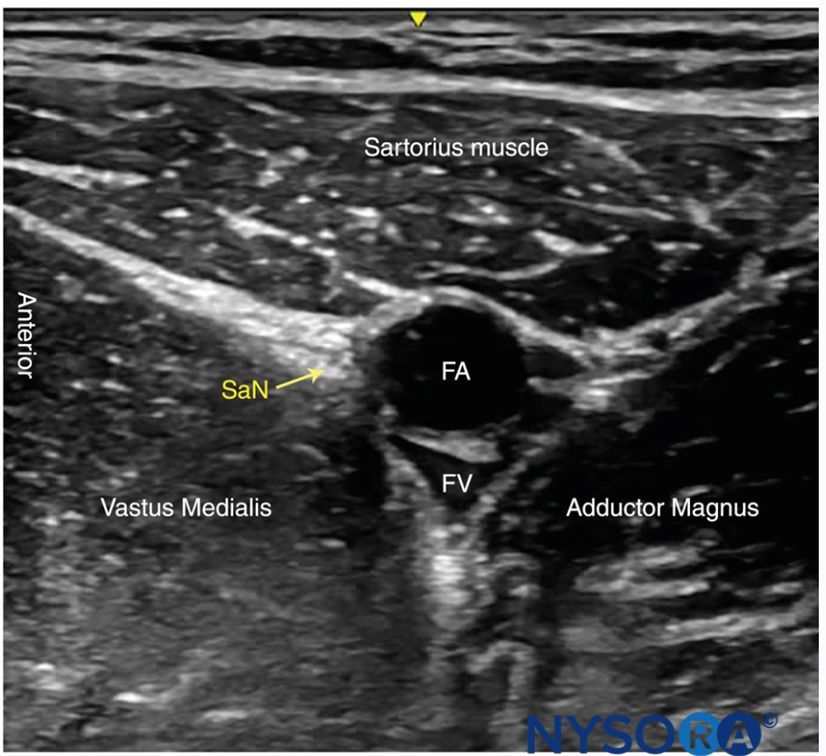 Sartorius muscle
Anterior
FA
SaN
FV
Vastus Medialis
Adductor Magnus
NYSORA©